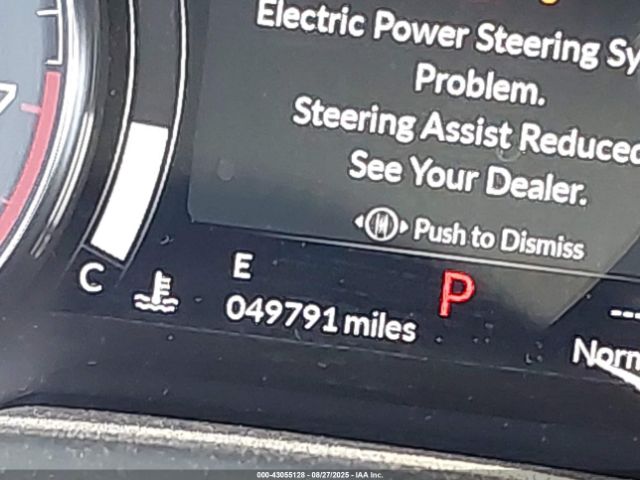 Electric Power Steering Sy
Problem.
Steering Assist Reduced
See Your Dealer.
Push to Dismiss
7
C
E
P
049791 miles
Norm
000-43055128 - 08/27/2025 - IAA Inc.